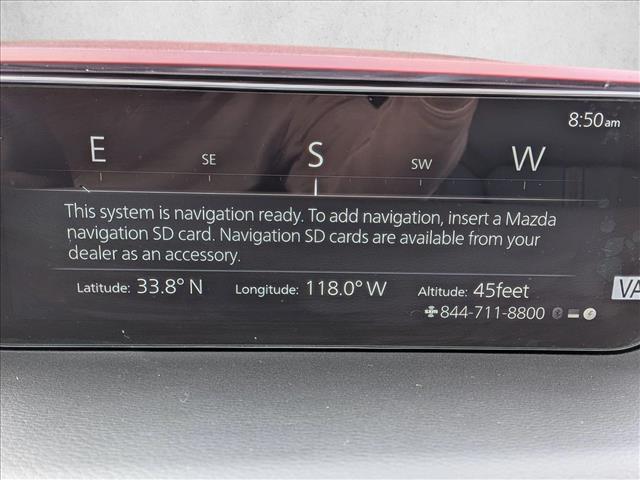 8:50am
E SE S SW W
This system is navigation ready. To add navigation, insert a Mazda
navigation SD card. Navigation SD cards are available from your
dealer as an accessory.
Latitude: 33.8° N Longitude: 118.0° W Altitude: 45feet
844-711-8800
VA